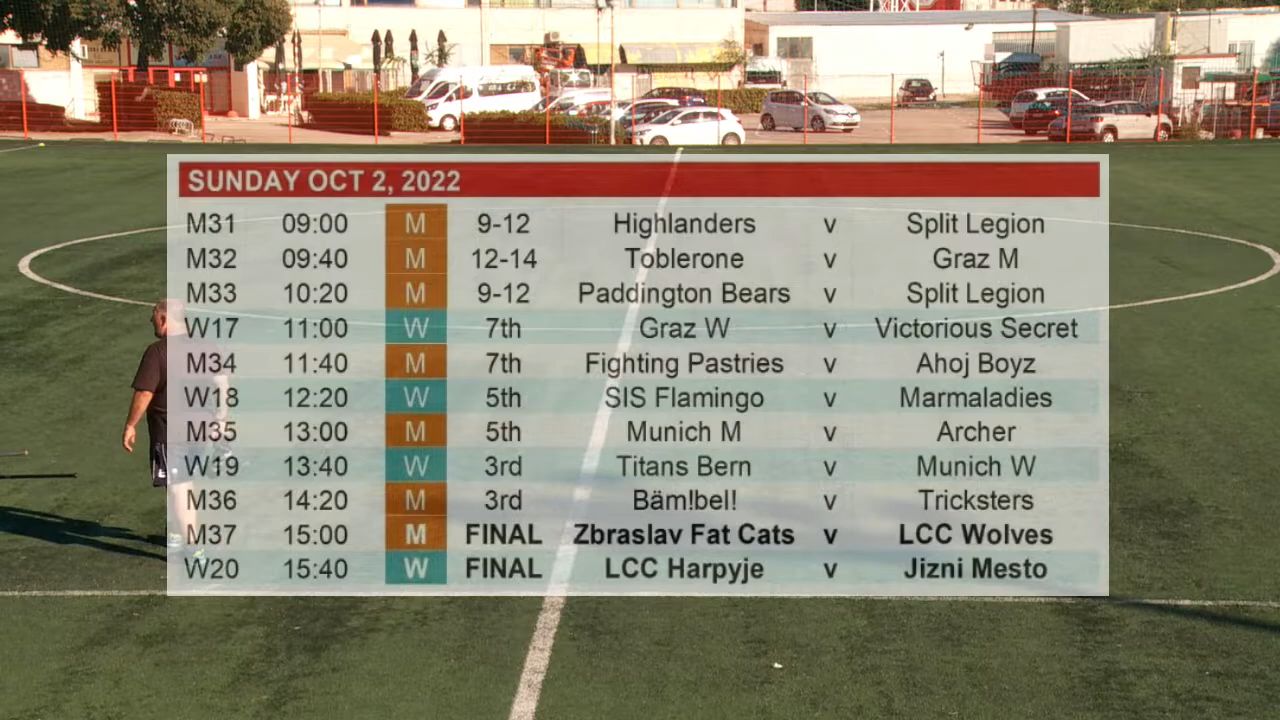 SUNDAY OCT 2, 2022
M31 09:00 M 9-12 Highlanders v Split Legion
M32 09:40 M 12-14 Toblerone v Graz M
M33 10:20 M 9-12 Paddington Bears v Split Legion
W17 11:00 W 7th Graz W v Victorious Secret
M34 11:40 M 7th Fighting Pastries v Ahoj Boyz
W18 12:20 W 5th SIS Flamingo v Marmaladies
M35 13:00 M 5th Munich M v Archer
W19 13:40 W 3rd Titans Bern v Munich W
M36 14:20 M 3rd Bäm!bel! v Tricksters
M37 15:00 M FINAL Zbraslav Fat Cats v LCC Wolves
W20 15:40 W FINAL LCC Harpyje v Jizni Mesto